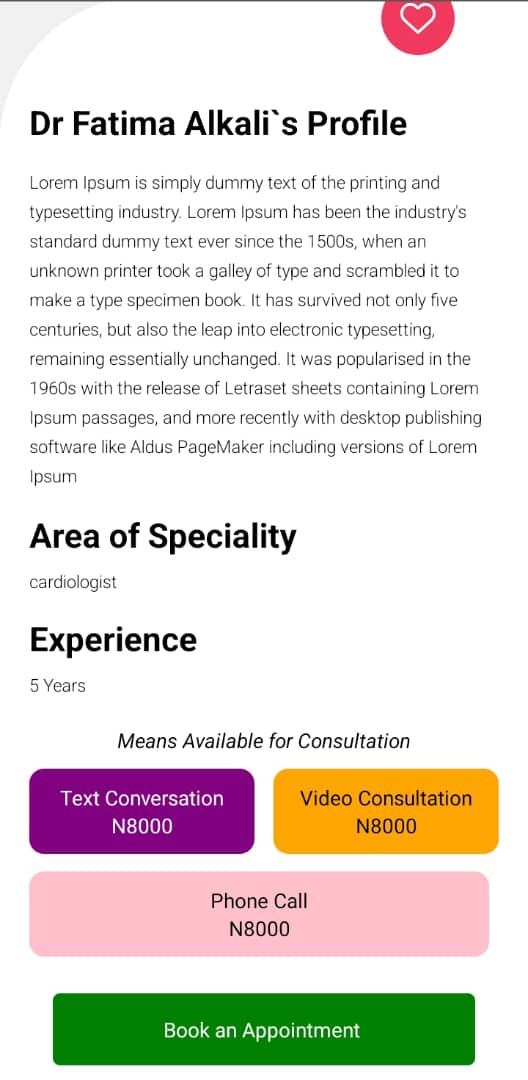 Dr Fatima Alkali`s Profile
Lorem Ipsum is simply dummy text of the printing and
typesetting industry. Lorem Ipsum has been the industry's
standard dummy text ever since the 1500s, when an
unknown printer took a galley of type and scrambled it to
make a type specimen book. It has survived not only five
centuries, but also the leap into electronic typesetting,
remaining essentially unchanged. It was popularised in the
1960s with the release of Letraset sheets containing Lorem
Ipsum passages, and more recently with desktop publishing
software like Aldus PageMaker including versions of Lorem
Ipsum
Area of Speciality
cardiologist
Experience
5 Years
Means Available for Consultation
Text Conversation
N8000
Video Consultation
N8000
Phone Call
N8000
Book an Appointment